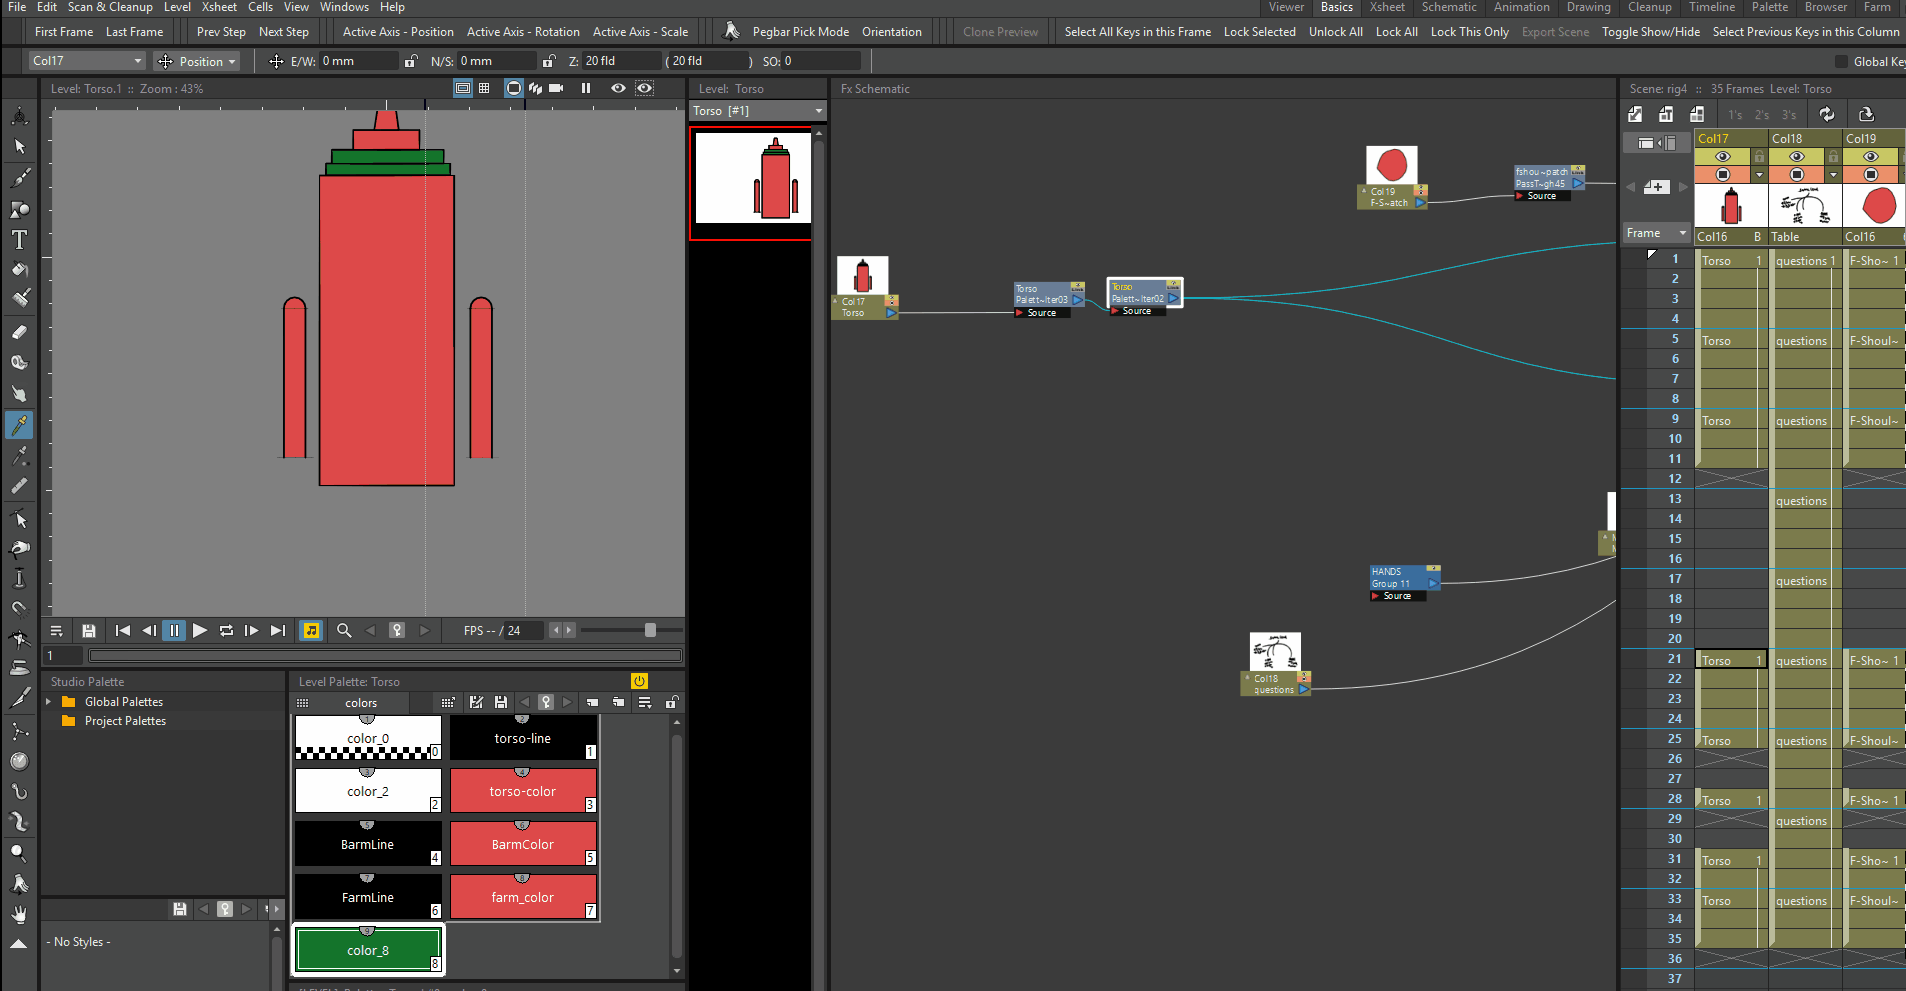 File Edit Scan & Cleanup Level Xsheet Cells View Windows Help
Viewer Basics Xsheet Schematic Animation Drawing Cleanup Timeline Palette Browser Farm
First Frame Last Frame Prev Step Next Step Active Axis - Position Active Axis - Rotation Active Axis - Scale Pegbar Pick Mode Orientation Clone Preview Select All Keys in this Frame Lock Selected Unlock All Lock All Lock This Only Export Scene Toggle Show/Hide Select Previous Keys in this Column
Col17 Position E/W: 0 mm N/S: 0 mm Z: 20 fld ( 20 fld ) SO: 0 Global Key
Level: Torso.1 :: Zoom : 43%
FPS -- / 24
1
Studio Palette
Global Palettes
Project Palettes
- No Styles -
Level Palette: Torso
colors
1 color_0 0
2 torso-line 1
3 color_2 2
4 torso-color 3
5 BarmLine 4
6 BarmColor 5
7 FarmLine 6
8 farm_color 7
9 color_8 8
Level: Torso
Torso [#1]
Fx Schematic
Col19
F-S~atch
fshou~patch
PassT~gh45
Source
Col17
Torso
Torso
Palett~lter03
Source
Torso
Palett~lter02
Source
HANDS
Group 11
Source
Col18
questions
Scene: rig4 :: 35 Frames Level: Torso
1's 2's 3's
Col17 Col18 Col19
Frame
Col16 B Table Col16
1 Torso 1 questions 1 F-Sho~ 1
2
3
4
5 Torso questions F-Shoul~
6
7
8
9 Torso questions F-Shoul~
10
11
12
13 questions
14
15
16
17 questions
18
19
20
21 Torso 1 questions F-Sho~ 1
22
23
24
25 Torso questions F-Shoul~
26
27
28 Torso 1 F-Sho~ 1
29 questions
30
31 Torso 1 questions F-Sho~ 1
32
33 Torso questions F-Shoul~
34
35
36
37